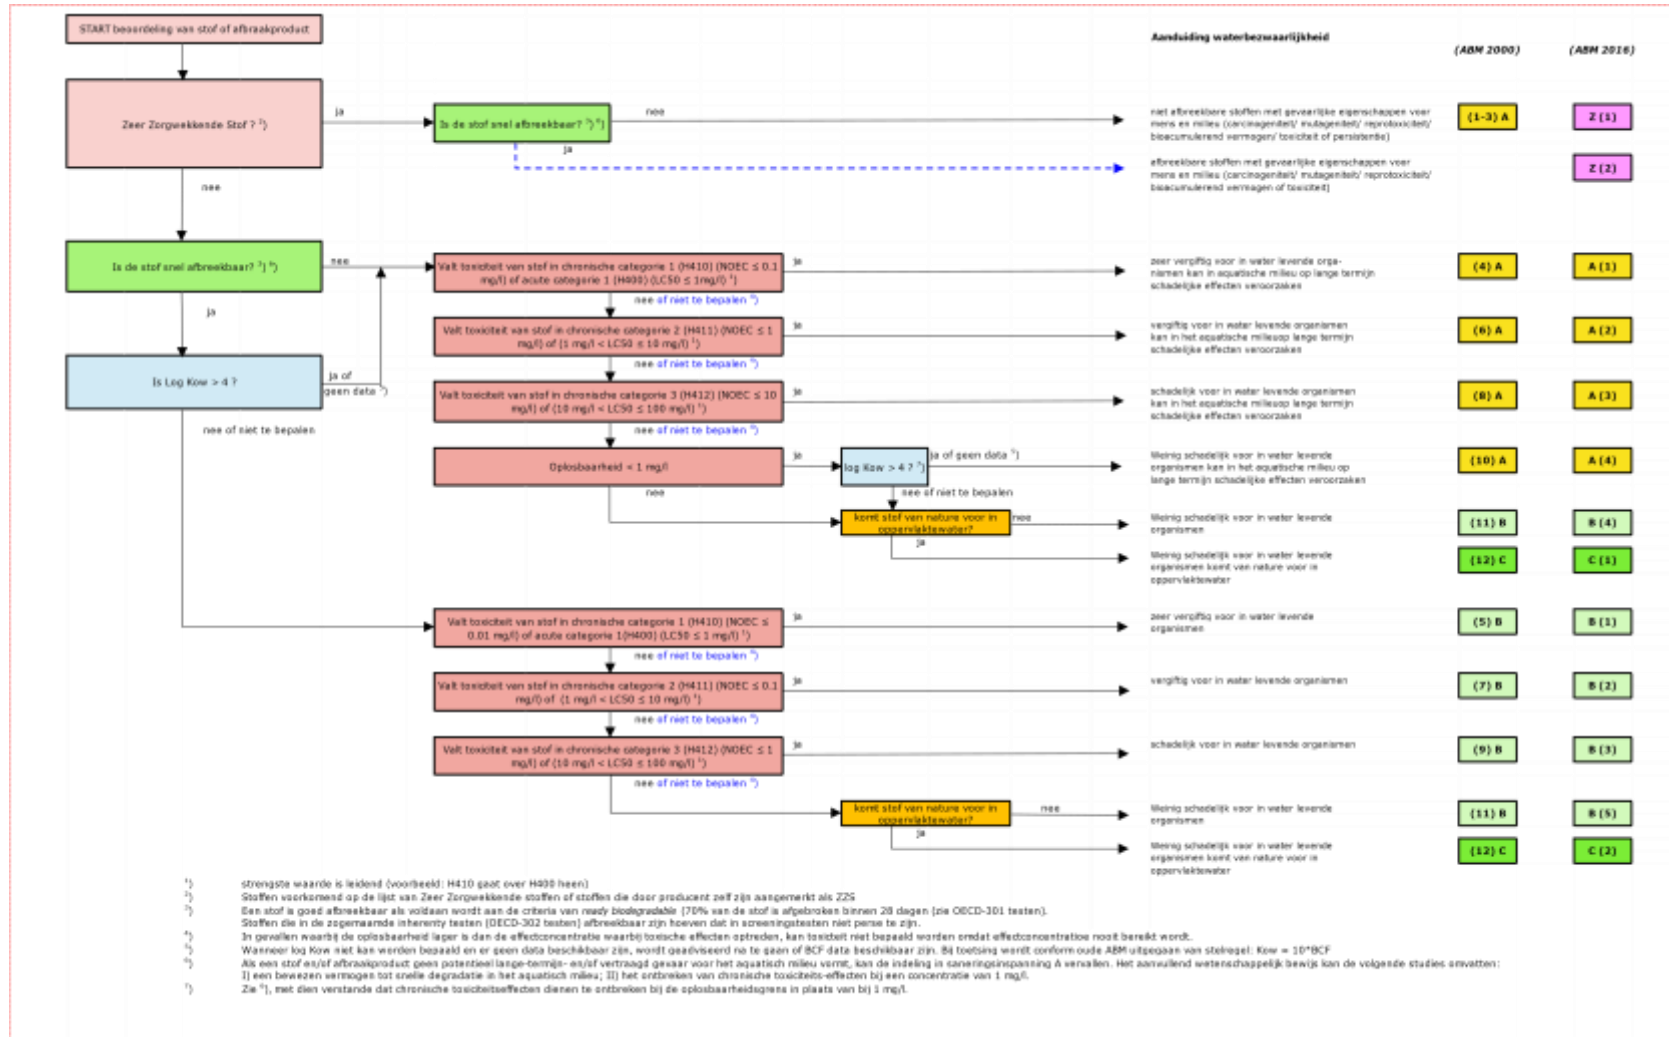 START beoordeling van stof of afbraakproduct
Aanduiding waterbezwaarlijkheid
(ABM 2000)
(ABM 2016)
Zeer Zorgwekkende Stof ? ²)
ja
Is de stof snel afbreekbaar? ³) ⁶)
nee
ja
niet afbreekbare stoffen met gevaarlijke eigenschappen voor
mens en milieu (carcinogeniteit/ mutageniteit/ reprotoxiciteit/
bioacumulerend vermogen/ toxiciteit of persistentie)
(1-3) A
Z (1)
afbreekbare stoffen met gevaarlijke eigenschappen voor
mens en milieu (carcinogeniteit/ mutageniteit/ reprotoxiciteit/
bioacumulerend vermogen of toxiciteit)
Z (2)
nee
Is de stof snel afbreekbaar? ³) ⁶)
nee
Valt toxiciteit van stof in chronische categorie 1 (H410) (NOEC ≤ 0.1
mg/l) of acute categorie 1 (H400) (LC50 ≤ 1mg/l) ¹)
ja
zeer vergiftig voor in water levende orga-
nismen kan in aquatische milieu op lange termijn
schadelijke effecten veroorzaken
(4) A
A (1)
nee of niet te bepalen ⁴)
ja
Valt toxiciteit van stof in chronische categorie 2 (H411) (NOEC ≤ 1
mg/l) of (1 mg/l < LC50 ≤ 10 mg/l) ¹)
ja
vergiftig voor in water levende organismen
kan in het aquatische milieuop lange termijn
schadelijke effecten veroorzaken
(6) A
A (2)
nee of niet te bepalen ⁴)
Is Log Kow > 4 ?
ja of
geen data ⁵)
Valt toxiciteit van stof in chronische categorie 3 (H412) (NOEC ≤ 10
mg/l) of (10 mg/l < LC50 ≤ 100 mg/l) ¹)
ja
schadelijk voor in water levende organismen
kan in het aquatische milieuop lange termijn
schadelijke effecten veroorzaken
(8) A
A (3)
nee of niet te bepalen
nee of niet te bepalen ⁴)
Oplosbaarheid < 1 mg/l
ja
log Kow > 4 ? ⁷)
ja of geen data ⁵)
Weinig schadelijk voor in water levende
organismen kan in het aquatische milieu op
lange termijn schadelijke effecten veroorzaken
(10) A
A (4)
nee
nee of niet te bepalen
komt stof van nature voor in
oppervlaktewater?
nee
Weinig schadelijk voor in water levende
organismen
(11) B
B (4)
ja
Weinig schadelijk voor in water levende
organismen komt van nature voor in
oppervlaktewater
(12) C
C (1)
Valt toxiciteit van stof in chronische categorie 1 (H410) (NOEC ≤
0.01 mg/l) of acute categorie 1(H400) (LC50 ≤ 1 mg/l) ¹)
ja
zeer vergiftig voor in water levende
organismen
(5) B
B (1)
nee of niet te bepalen ⁴)
Valt toxiciteit van stof in chronische categorie 2 (H411) (NOEC ≤ 0.1
mg/l) of (1 mg/l < LC50 ≤ 10 mg/l) ¹)
ja
vergiftig voor in water levende organismen
(7) B
B (2)
nee of niet te bepalen ⁴)
Valt toxiciteit van stof in chronische categorie 3 (H412) (NOEC ≤ 1
mg/l) of (10 mg/l < LC50 ≤ 100 mg/l) ¹)
ja
schadelijk voor in water levende organismen
(9) B
B (3)
nee of niet te bepalen ⁴)
komt stof van nature voor in
oppervlaktewater?
nee
Weinig schadelijk voor in water levende
organismen
(11) B
B (5)
ja
Weinig schadelijk voor in water levende
organismen komt van nature voor in
(12) C
C (2)
¹) strengste waarde is leidend (voorbeeld: H410 gaat over H400 heen)
²) Stoffen voorkomend op de lijst van Zeer Zorgwekkende stoffen of stoffen die door producent zelf zijn aangemerkt als ZZS
³) Een stof is goed afbreekbaar als voldaan wordt aan de criteria van ready biodegradable (70% van de stof is afgebroken binnen 28 dagen (zie OECD-301 testen).
Stoffen die in de zogemaamde inherenty testen (OECD-302 testen) afbreekbaar zijn hoeven dat in screeningstesten niet perse te zijn.
⁴) In gevallen waarbij de oplosbaarheid lager is dan de effectconcentratie waarbij toxische effecten optreden, kan toxiciteit niet bepaald worden omdat effectconcentratioe nooit bereikt wordt.
⁵) Wanneer log Kow niet kan worden bepaald en er geen data beschikbaar zijn, wordt geadviseerd na te gaan of BCF data beschikbaar zijn. Bij toetsing wordt conform oude ABM uitgegaan van stelregel: Kow = 10*BCF
⁶) Als een stof en/of afbraakproduct geen potentieel lange-termijn- en/of vertraagd gevaar voor het aquatisch milieu vormt, kan de indeling in saneringsinspanning A vervallen. Het aanvullend wetenschappelijk bewijs kan de volgende studies omvatten:
I) een bewezen vermogen tot snelle degradatie in het aquatisch milieu; II) het ontbreken van chronische toxiciteits-effecten bij een concentratie van 1 mg/l.
⁷) Zie ⁶), met dien verstande dat chronische toxiciteitseffecten dienen te ontbreken bij de oplosbaarheidsgrens in plaats van bij 1 mg/l.